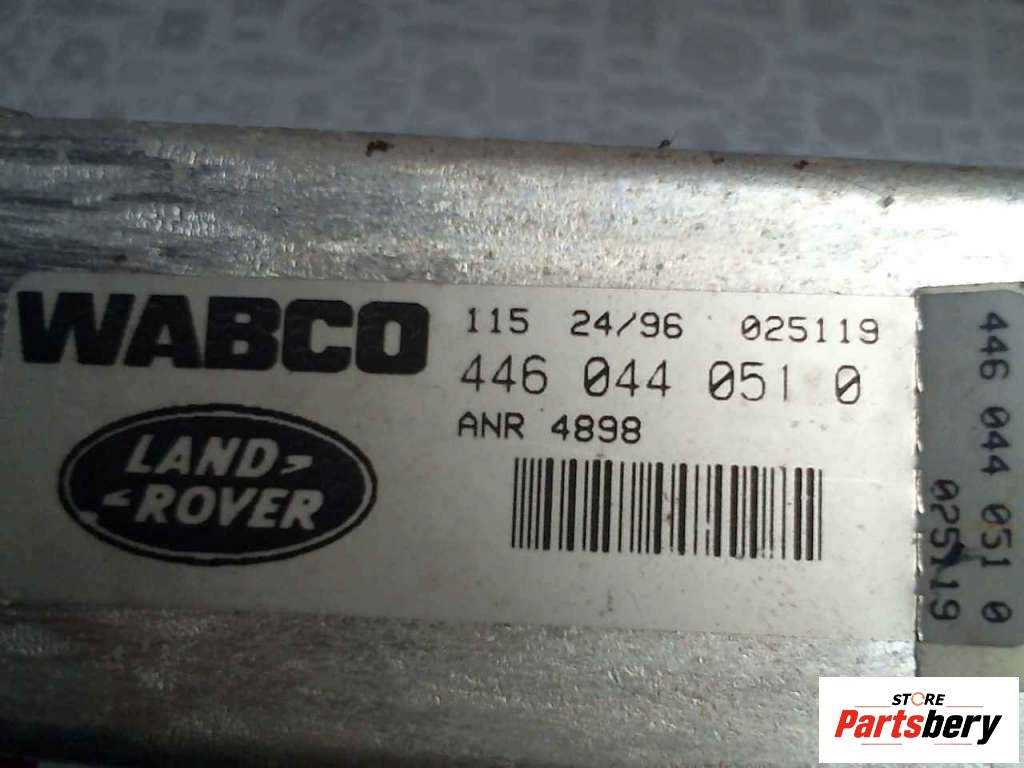 WABCO
115 24/96 025119
446 044 051 0
ANR 4898
LAND
ROVER
446 044 051 0
025119
STORE
Partsbery